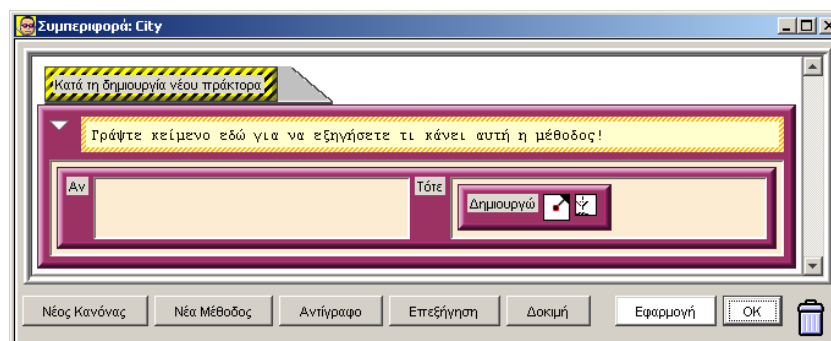 Συμπεριφορά: City
Κατά τη δημιουργία νέου πράκτορα
Γράψτε κείμενο εδώ για να εξηγήσετε τι κάνει αυτή η μέθοδος!
Αν Τότε
Δημιουργώ
Νέος Κανόνας Νέα Μέθοδος Αντίγραφο Επεξήγηση Δοκιμή Εφαρμογή OK